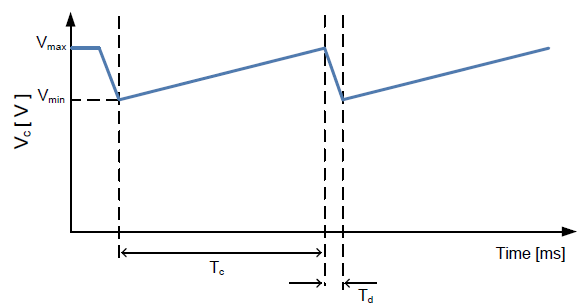 Vmax
Vmin
Vc [ V ]
Time [ms]
Tc
Td